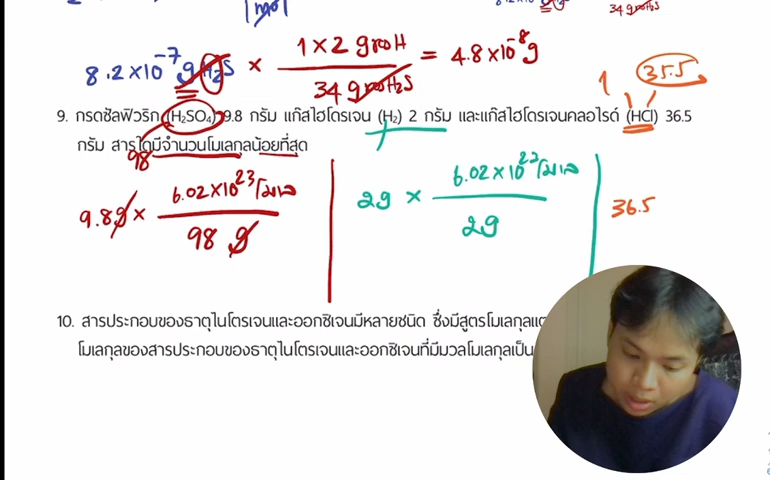 8.2×10⁻⁷ g H₂S × 1×2 g H / 34 g H₂S = 4.8×10⁻⁸ g
1 35.5
9. กรดซัลฟิวริก (H₂SO₄) 9.8 กรัม แก๊สไฮโดรเจน (H₂) 2 กรัม และแก๊สไฮโดรเจนคลอไรด์ (HCl) 36.5
กรัม สารใดมีจำนวนโมเลกุลน้อยที่สุด
98
9.8g × 6.02×10²³ โมเล / 98 g
2g × 6.02×10²³ โมเล / 2g
36.5
10. สารประกอบของธาตุไนโตรเจนและออกซิเจนมีหลายชนิด ซึ่งมีสูตรโมเลกุล
โมเลกุลของสารประกอบของธาตุไนโตรเจนและออกซิเจนที่มีมวลโมเลกุลเป็น